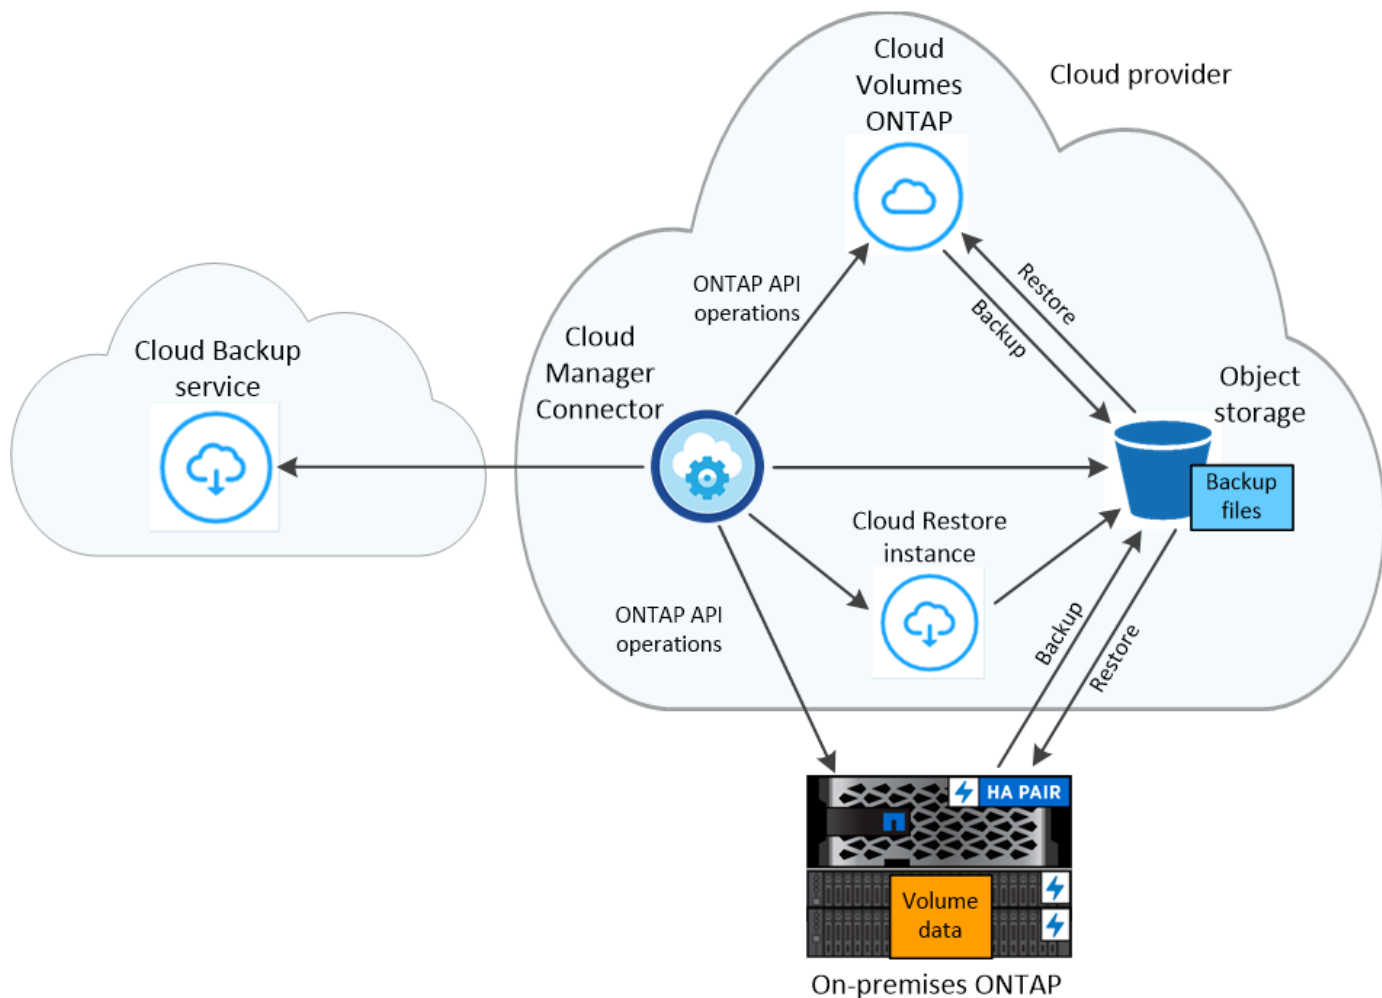 Cloud
Volumes
ONTAP
Cloud provider
ONTAP API
operations
Restore
Backup
Cloud Backup
service
Cloud
Manager
Connector
Object
storage
Backup
files
Cloud Restore
instance
ONTAP API
operations
Backup
Restore
HA PAIR
Volume
data
On-premises ONTAP